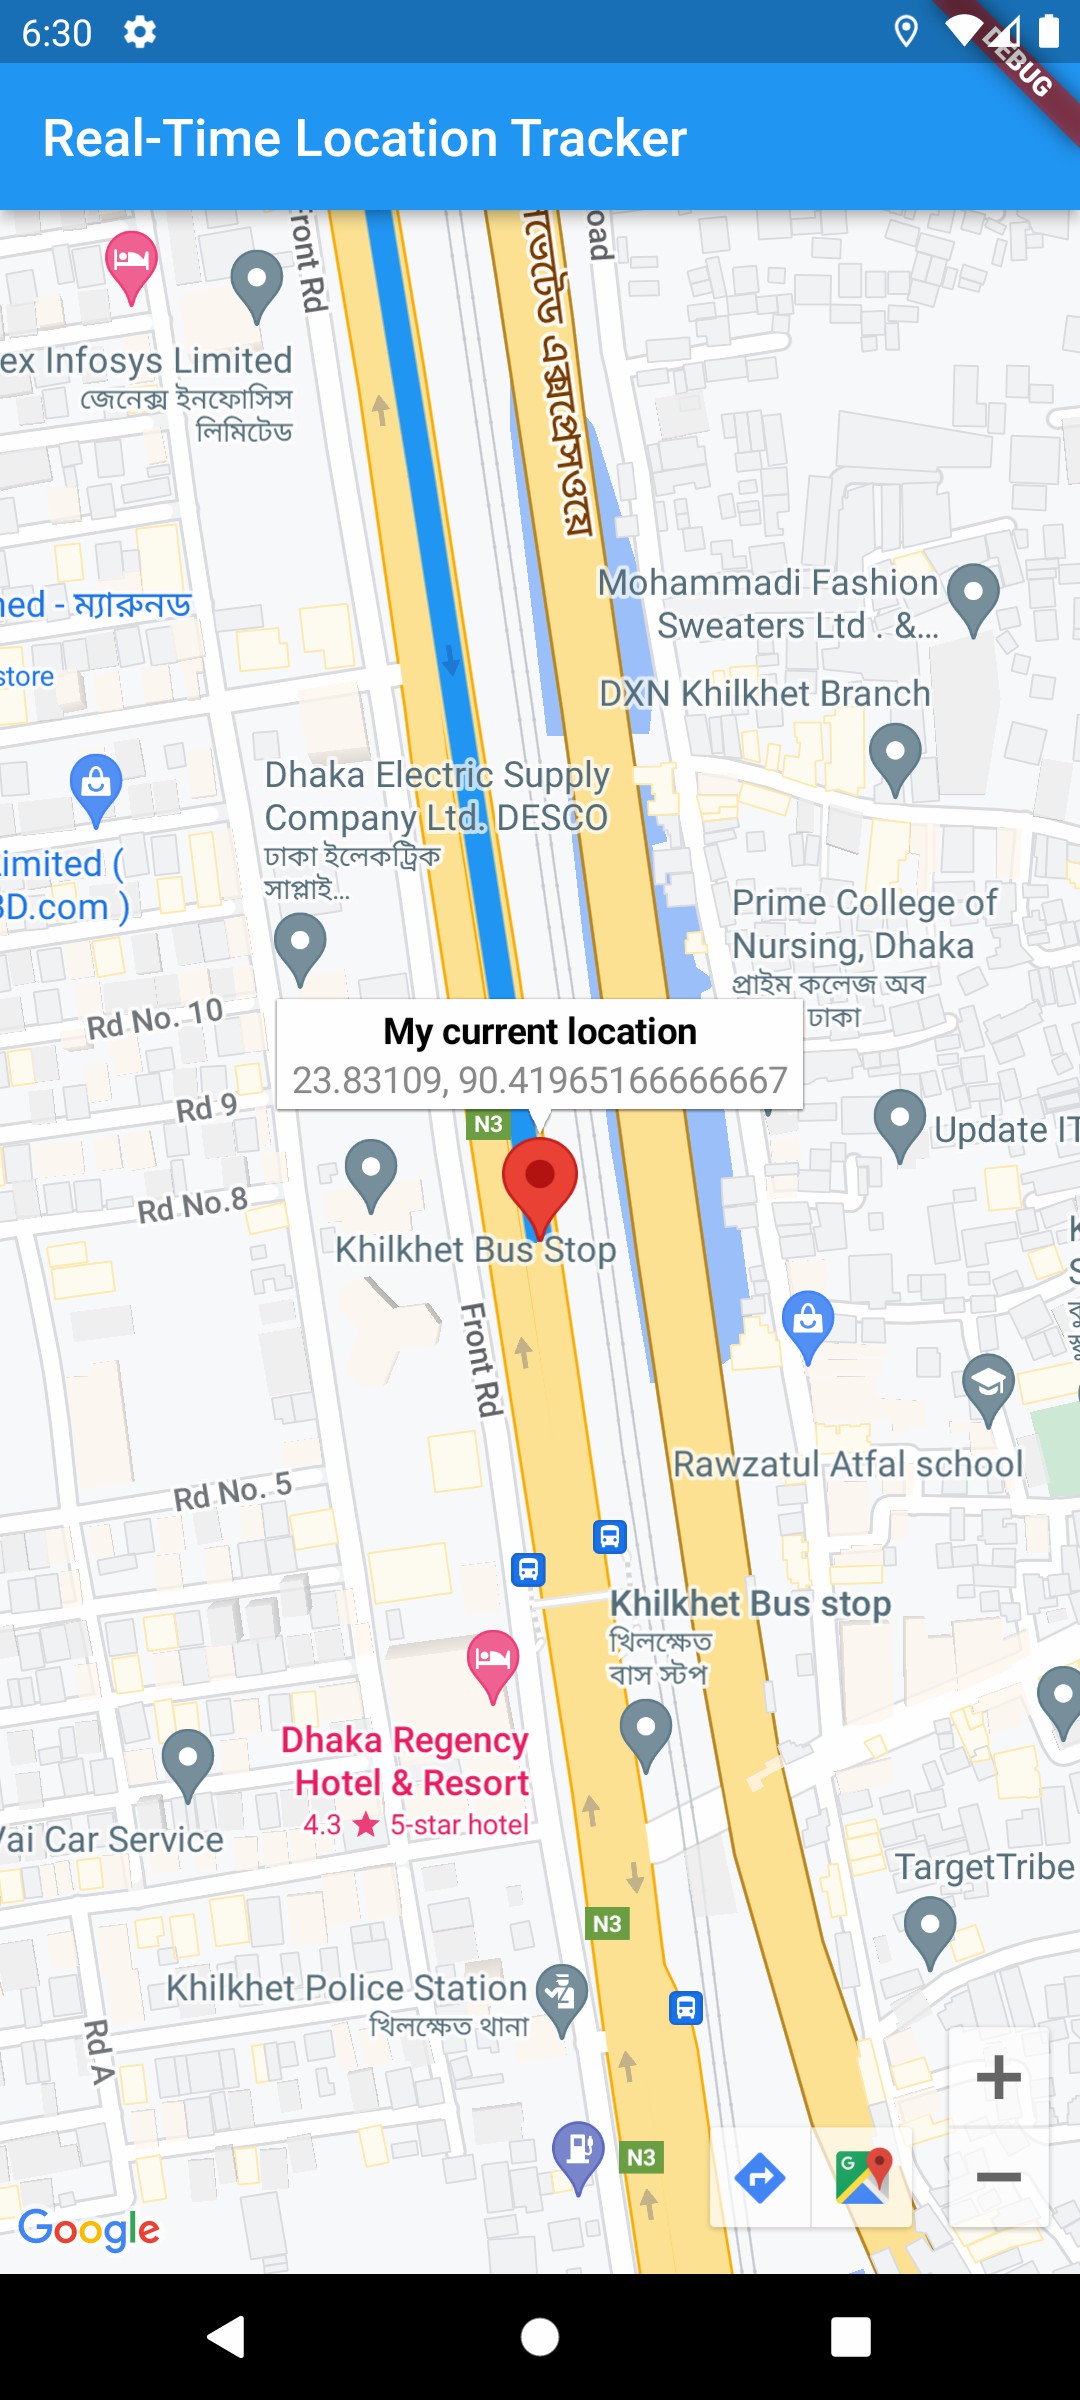 6:30
DEBUG
Real-Time Location Tracker
Front Rd
oad
ভেটেড এক্সপ্রেসওয়ে
ex Infosys Limited
জেনেক্স ইনফোসিস
লিমিটেড
Mohammadi Fashion
Sweaters Ltd . &...
ned - ম্যারুনড
store
DXN Khilkhet Branch
Dhaka Electric Supply
Company Ltd. DESCO
ঢাকা ইলেকট্রিক
সাপ্লাই...
Limited (
BD.com )
Prime College of
Nursing, Dhaka
প্রাইম কলেজ অব
ঢাকা
Rd No. 10
My current location
23.83109, 90.41965166666667
Rd 9
N3
Update IT
Rd No.8
Khilkhet Bus Stop
Front Rd
Rawzatul Atfal school
Rd No. 5
Khilkhet Bus stop
খিলক্ষেত
বাস স্টপ
Dhaka Regency
Hotel & Resort
4.3 ★ 5-star hotel
Vai Car Service
TargetTribe
N3
Khilkhet Police Station
খিলক্ষেত থানা
Rd A
N3
G
Google